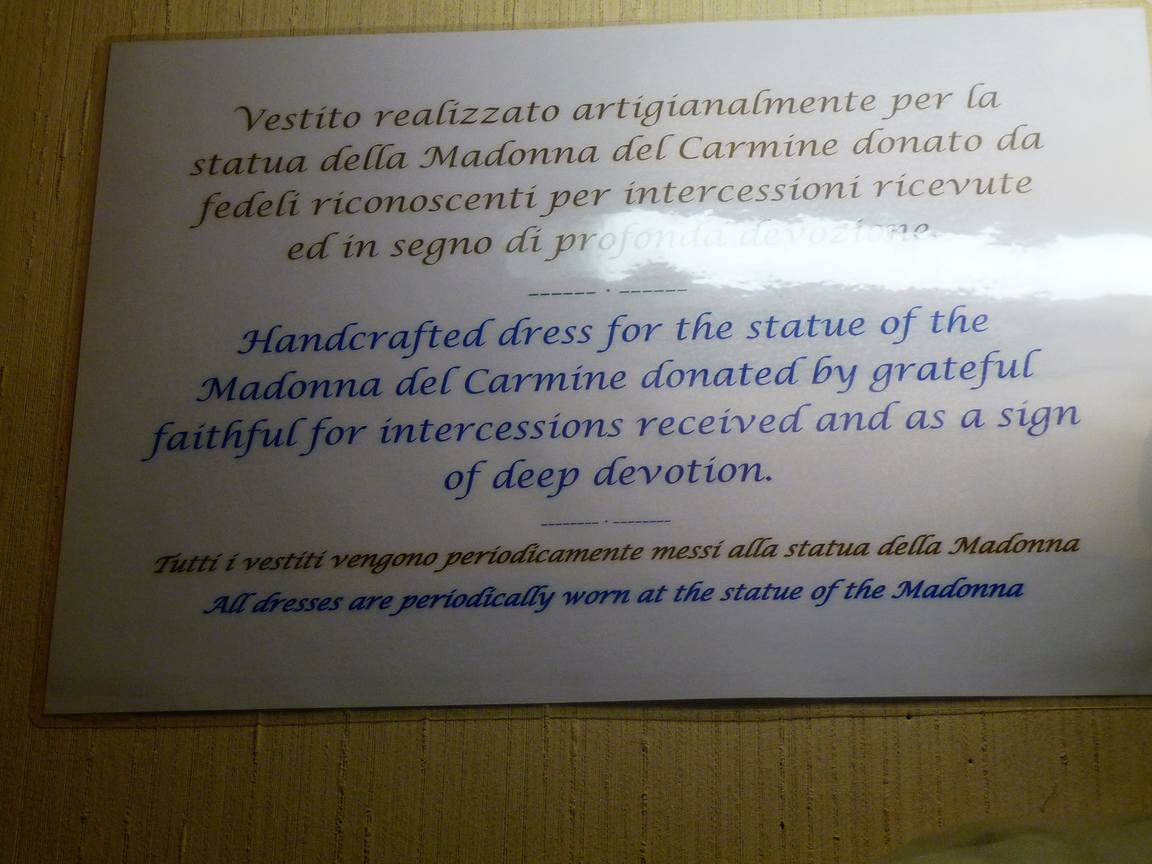 Vestito realizzato artigianalmente per la
statua della Madonna del Carmine donato da
fedeli riconoscenti per intercessioni ricevute
ed in segno di profonda devozione.
------ . ------
Handcrafted dress for the statue of the
Madonna del Carmine donated by grateful
faithful for intercessions received and as a sign
of deep devotion.
-------- . --------
Tutti i vestiti vengono periodicamente messi alla statua della Madonna
All dresses are periodically worn at the statue of the Madonna